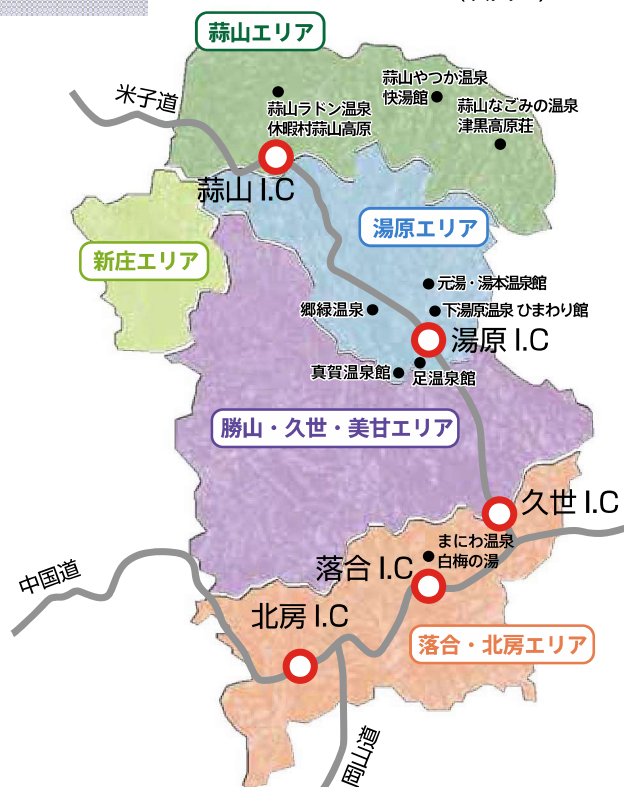 蒜山エリア
米子道
蒜山ラドン温泉
休暇村蒜山高原
蒜山やつか温泉
快湯館
蒜山なごみの温泉
津黒高原荘
蒜山I.C
湯原エリア
新庄エリア
元湯・湯本温泉館
郷緑温泉
下湯原温泉 ひまわり館
湯原I.C
真賀温泉館
足温泉館
勝山・久世・美甘エリア
久世I.C
まにわ温泉
白梅の湯
落合I.C
中国道
北房I.C
落合・北房エリア
岡山道